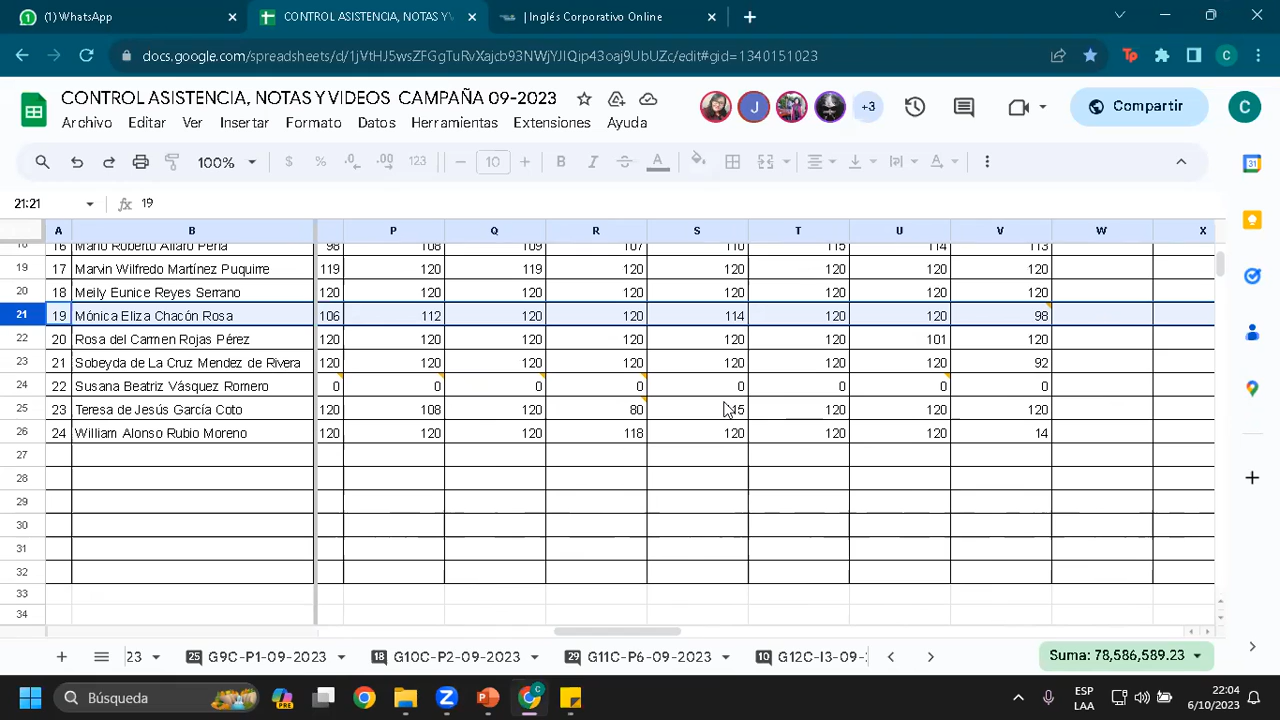 (1) WhatsApp
CONTROL ASISTENCIA, NOTAS Y V
| Inglés Corporativo Online
docs.google.com/spreadsheets/d/1jVtHJ5wsZFGgTuRvXajcb93NWjYJIQip43oaj9UbUZc/edit#gid=1340151023
CONTROL ASISTENCIA, NOTAS Y VIDEOS CAMPAÑA 09-2023
J
+3
Compartir
C
Archivo Editar Ver Insertar Formato Datos Herramientas Extensiones Ayuda
100% $ % .0 .00 123 10 B I A
21:21 fx 19
A B P Q R S T U V W X
18 16 Mario Roberto Alfaro Peña 98 108 109 107 110 115 114 113
19 17 Marvin Wilfredo Martínez Puquirre 119 120 119 120 120 120 120 120
20 18 Meily Eunice Reyes Serrano 120 120 120 120 120 120 120 120
21 19 Mónica Eliza Chacón Rosa 106 112 120 120 114 120 120 98
22 20 Rosa del Carmen Rojas Pérez 120 120 120 120 120 120 101 120
23 21 Sobeyda de La Cruz Mendez de Rivera 120 120 120 120 120 120 120 92
24 22 Susana Beatriz Vásquez Romero 0 0 0 0 0 0 0 0
25 23 Teresa de Jesús García Coto 120 108 120 80 120 120 120
26 24 William Alonso Rubio Moreno 120 120 120 118 120 120 120 14
27
28
29
30
31
32
33
34
23 25 G9C-P1-09-2023 18 G10C-P2-09-2023 29 G11C-P6-09-2023 10 G12C-I3-09-
Suma: 78,586,589.23
Búsqueda
ESP
LAA
22:04
6/10/2023